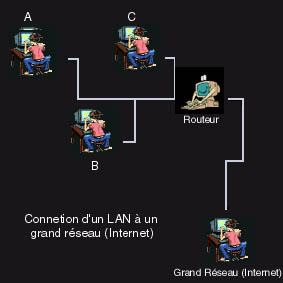 A
C
Routeur
B
Connetion d'un LAN à un
grand réseau (Internet)
Grand Réseau (Internet)